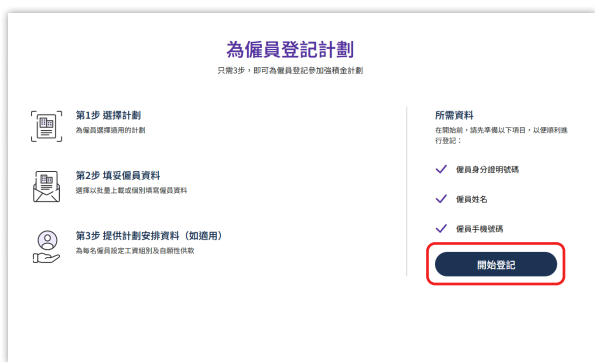 為僱員登記計劃
只需3步，即可為僱員登記參加強積金計劃
第1步 選擇計劃
為僱員選擇適用的計劃
第2步 填妥僱員資料
選擇以批量上載或個別填寫僱員資料
第3步 提供計劃安排資料（如適用）
為每名僱員設定工資組別及自願性供款
所需資料
在開始前，請先準備以下項目，以便順利進
行登記：
僱員身分證明號碼
僱員姓名
僱員手機號碼
開始登記